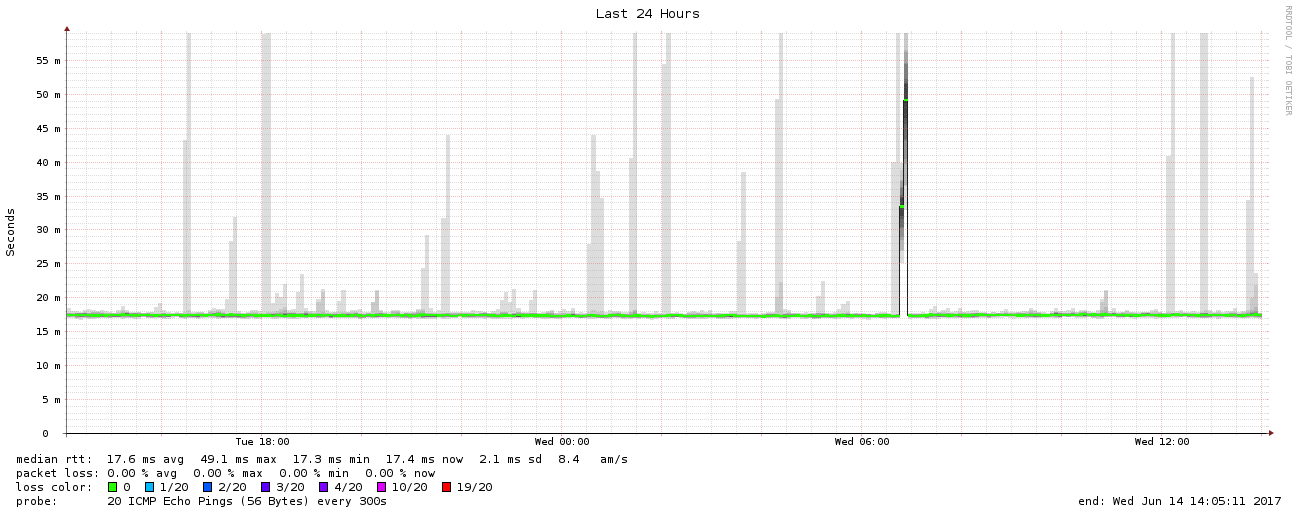 Last 24 Hours
RRDTOOL / TOBI OETIKER
Seconds
55 m
50 m
45 m
40 m
35 m
30 m
25 m
20 m
15 m
10 m
5 m
0
Tue 18:00 Wed 00:00 Wed 06:00 Wed 12:00
median rtt: 17.6 ms avg 49.1 ms max 17.3 ms min 17.4 ms now 2.1 ms sd 8.4 am/s
packet loss: 0.00 % avg 0.00 % max 0.00 % min 0.00 % now
loss color: 0 1/20 2/20 3/20 4/20 10/20 19/20
probe: 20 ICMP Echo Pings (56 Bytes) every 300s end: Wed Jun 14 14:05:11 2017